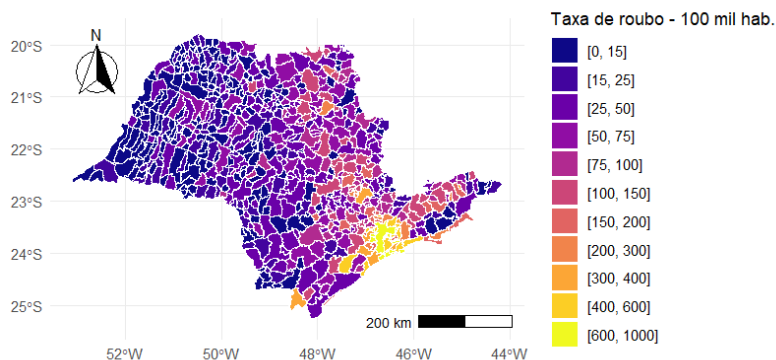 Taxa de roubo - 100 mil hab.
[0, 15]
[15, 25]
[25, 50]
[50, 75]
[75, 100]
[100, 150]
[150, 200]
[200, 300]
[300, 400]
[400, 600]
[600, 1000]
N
20°S
21°S
22°S
23°S
24°S
25°S
200 km
52°W
50°W
48°W
46°W
44°W